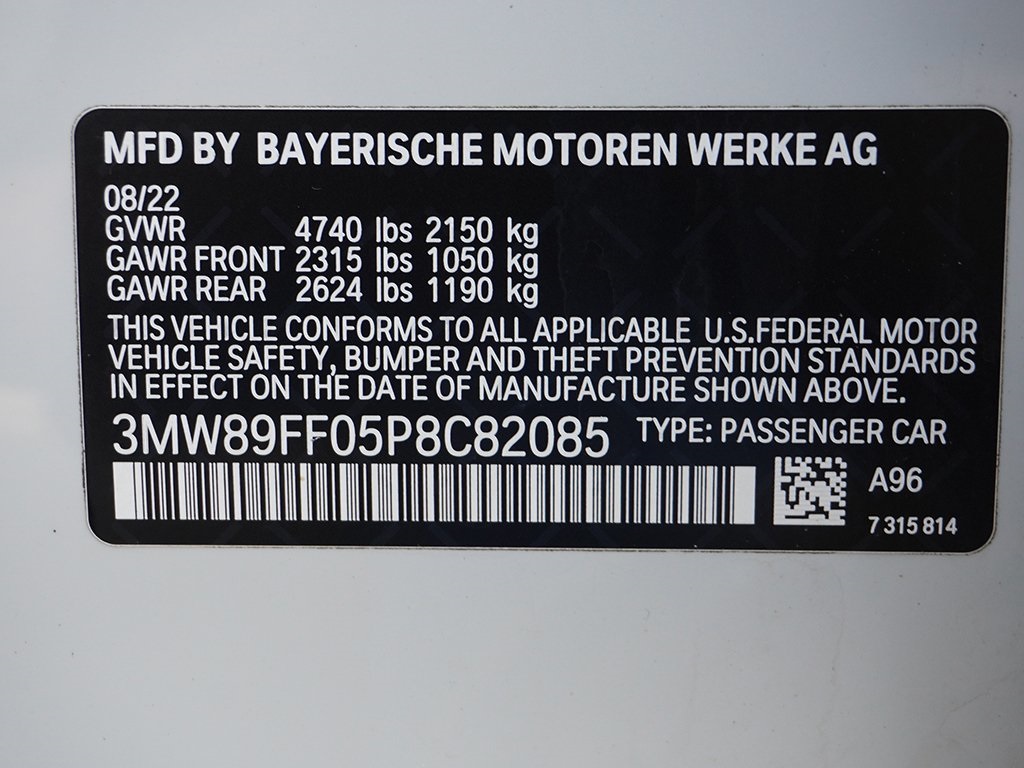 MFD BY BAYERISCHE MOTOREN WERKE AG
08/22
GVWR 4740 lbs 2150 kg
GAWR FRONT 2315 lbs 1050 kg
GAWR REAR 2624 lbs 1190 kg
THIS VEHICLE CONFORMS TO ALL APPLICABLE U.S.FEDERAL MOTOR
VEHICLE SAFETY, BUMPER AND THEFT PREVENTION STANDARDS
IN EFFECT ON THE DATE OF MANUFACTURE SHOWN ABOVE.
3MW89FF05P8C82085 TYPE: PASSENGER CAR
A96
7 315 814